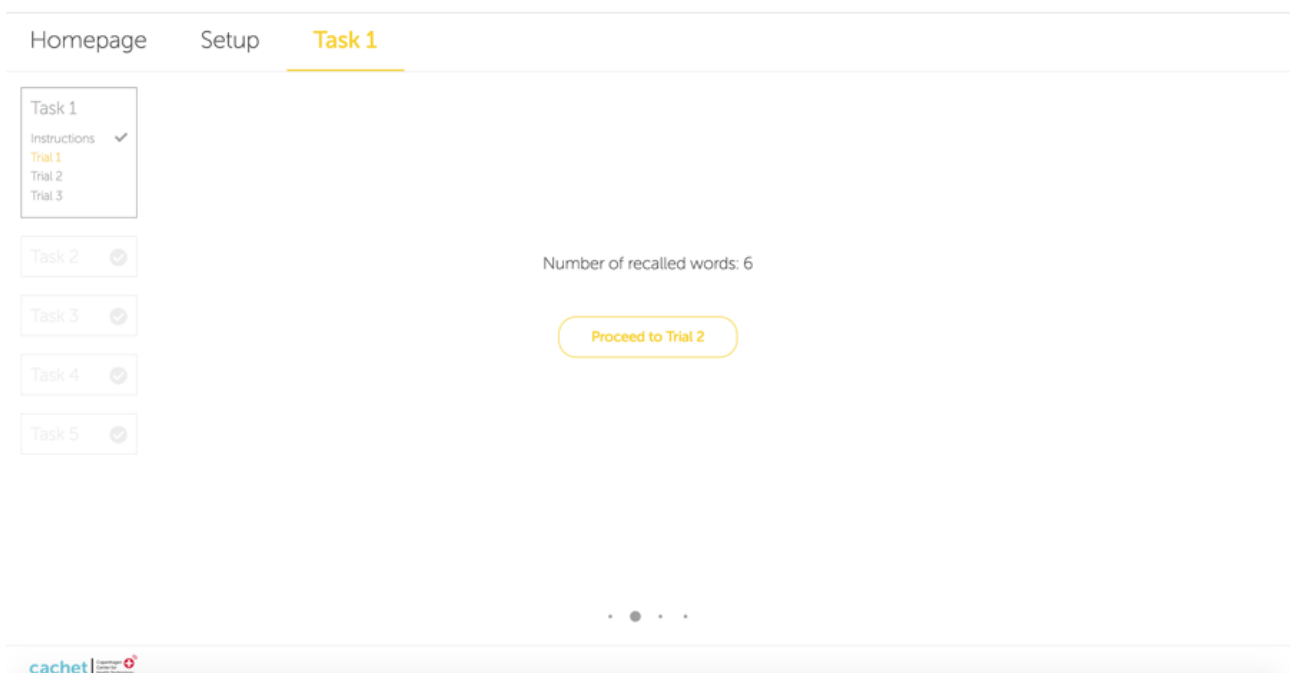 Homepage Setup Task 1
Task 1
Instructions
Trial 1
Trial 2
Trial 3
Task 2
Task 3
Task 4
Task 5
Number of recalled words: 6
Proceed to Trial 2
cachet